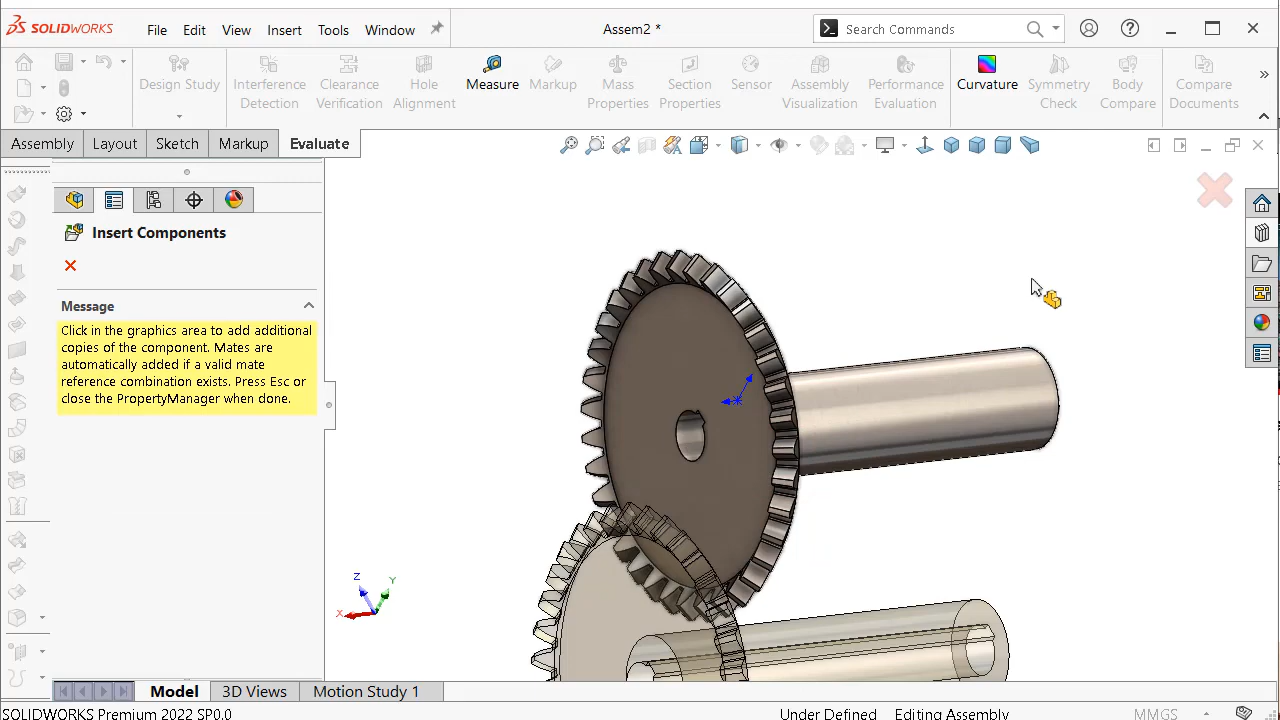 SOLIDWORKS File Edit View Insert Tools Window Assem2 * Search Commands
Design Study
Interference Detection
Clearance Verification
Hole Alignment
Measure
Markup
Mass Properties
Section Properties
Sensor
Assembly Visualization
Performance Evaluation
Curvature
Symmetry Check
Body Compare
Compare Documents
Assembly Layout Sketch Markup Evaluate
Insert Components
Message
Click in the graphics area to add additional
copies of the component. Mates are
automatically added if a valid mate
reference combination exists. Press Esc or
close the PropertyManager when done.
Z
Y
X
Model 3D Views Motion Study 1
SOLIDWORKS Premium 2022 SP0.0 Under Defined Editing Assembly MMGS